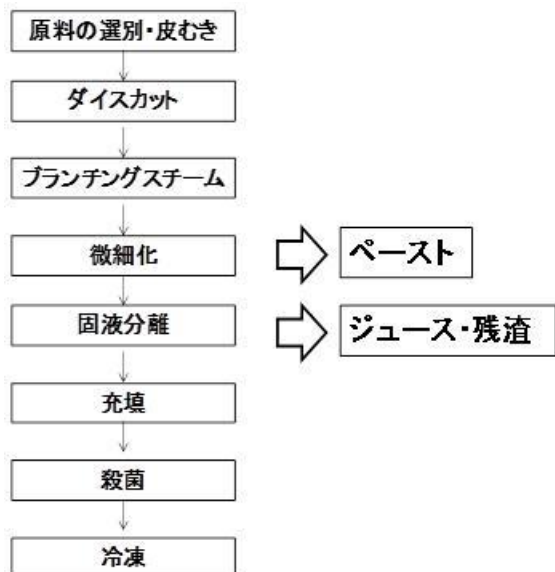 原料の選別・皮むき
ダイスカット
ブランチングスチーム
微細化
ペースト
固液分離
ジュース・残渣
充填
殺菌
冷凍